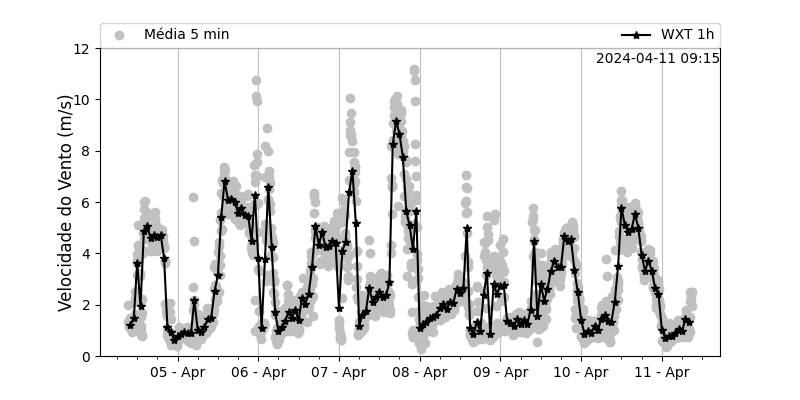 Média 5 min
WXT 1h
2024-04-11 09:15
Velocidade do Vento (m/s)
12
10
8
6
4
2
0
05 - Apr
06 - Apr
07 - Apr
08 - Apr
09 - Apr
10 - Apr
11 - Apr